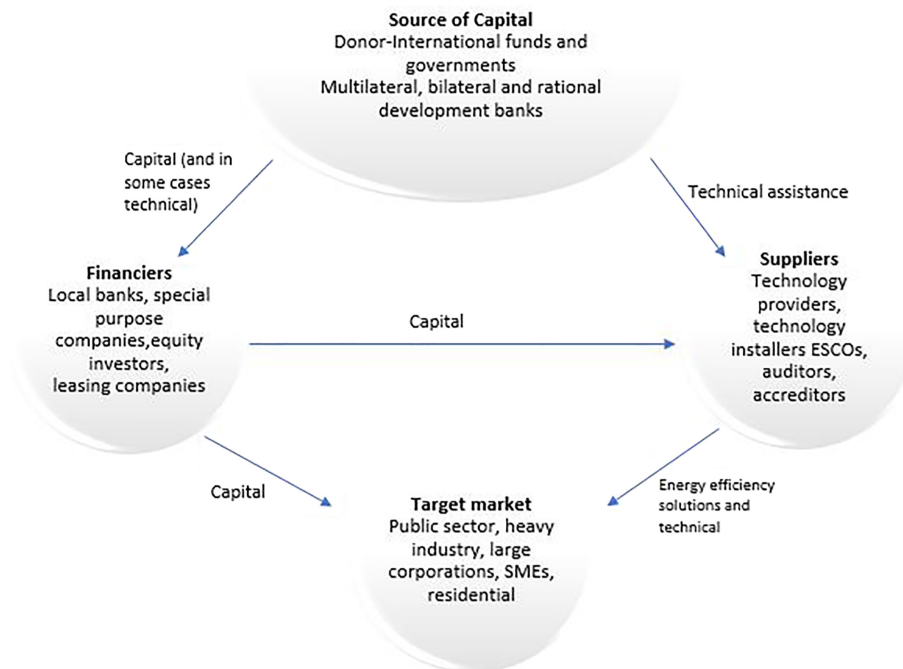 Source of Capital
Donor-International funds and
governments
Multilateral, bilateral and rational
development banks
Capital (and in
some cases
technical)
Technical assistance
Financiers
Local banks, special
purpose
companies,equity
investors,
leasing companies
Capital
Suppliers
Technology
providers,
technology
installers ESCOs,
auditors,
accreditors
Capital
Energy efficiency
solutions and
technical
Target market
Public sector, heavy
industry, large
corporations, SMEs,
residential